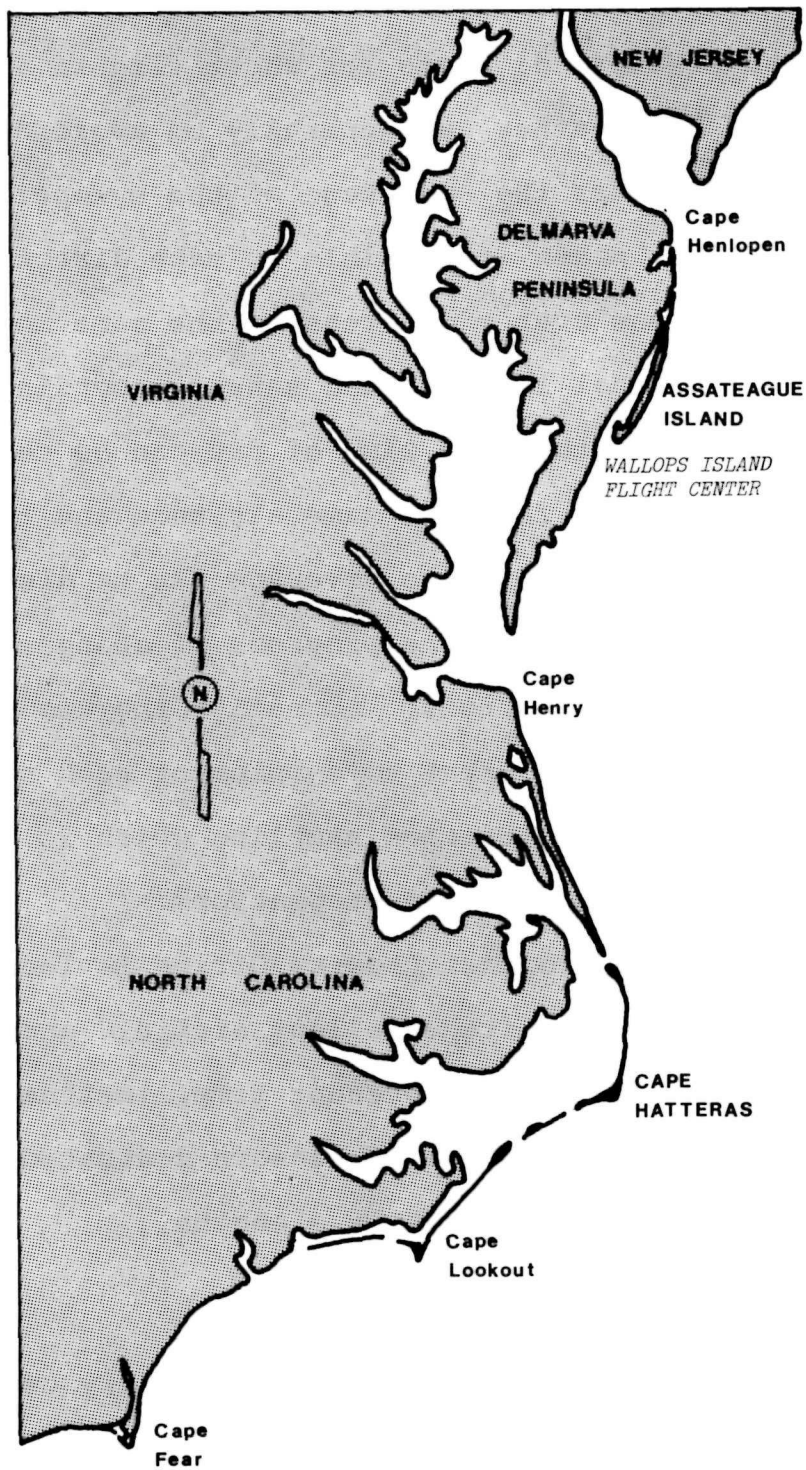 NEW JERSEY
Cape
Henlopen
DELMARVA
PENINSULA
VIRGINIA
ASSATEAGUE
ISLAND
WALLOPS ISLAND
FLIGHT CENTER
N
Cape
Henry
NORTH CAROLINA
CAPE
HATTERAS
Cape
Lookout
Cape
Fear